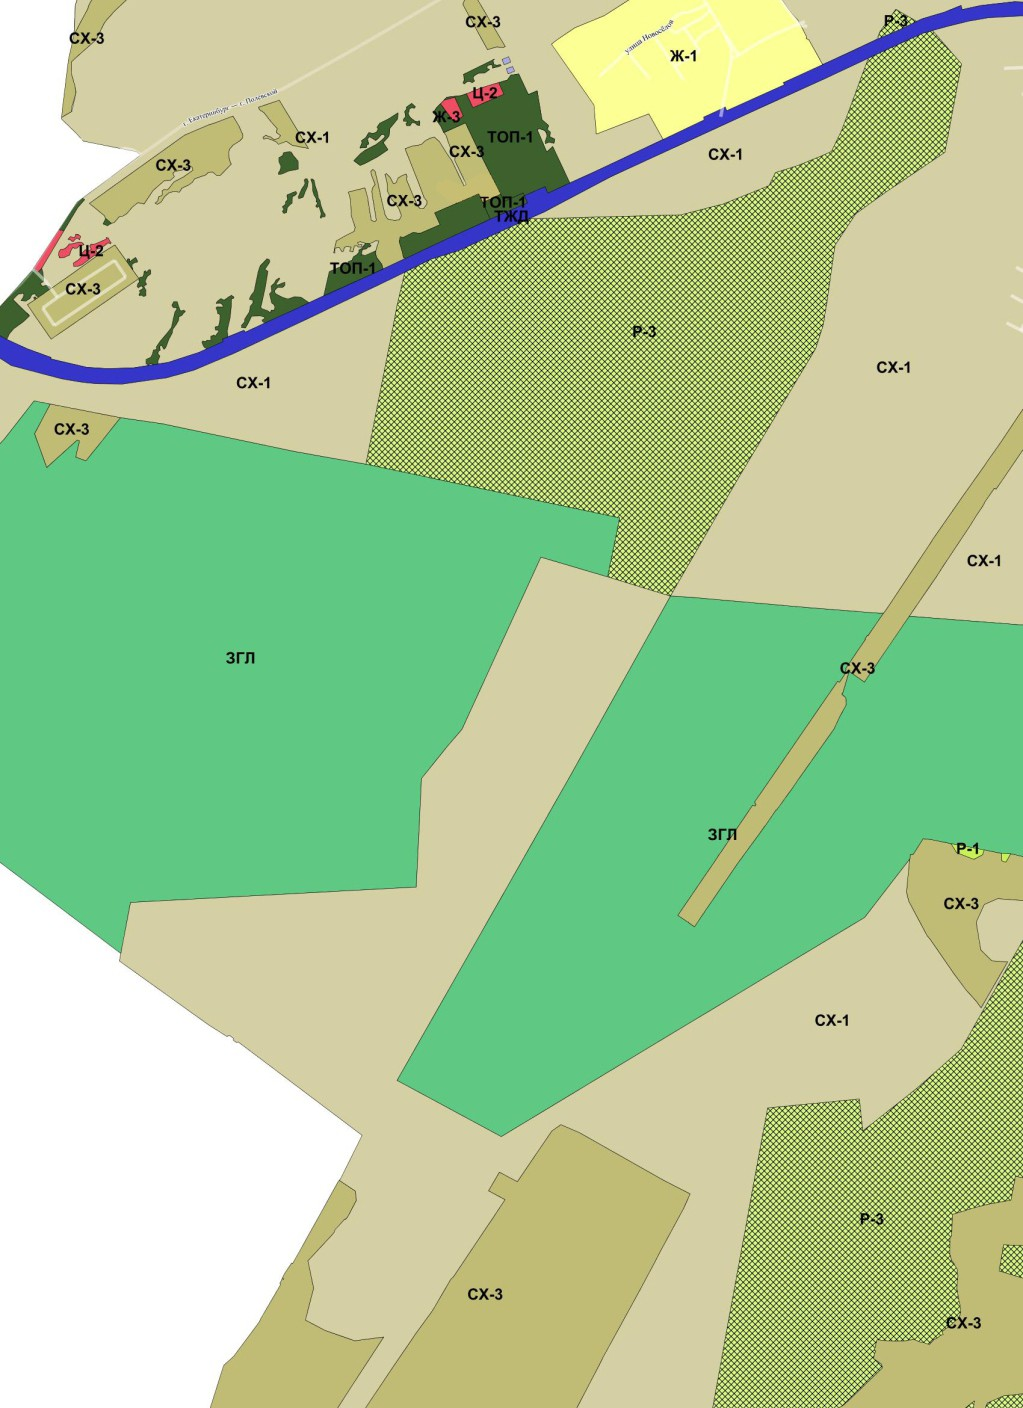 СХ-3
СХ-3
Р-3
улица Новосёлов
Ж-1
г. Екатеринбург — г. Полевской
Ц-2
Ж-3
ТОП-1
СХ-1
СХ-3
СХ-1
СХ-3
СХ-3
ТОП-1
ТЖД
Ц-2
ТОП-1
СХ-3
Р-3
СХ-1
СХ-1
СХ-3
СХ-1
ЗГЛ
СХ-3
ЗГЛ
Р-1
СХ-3
СХ-1
Р-3
СХ-3
СХ-3